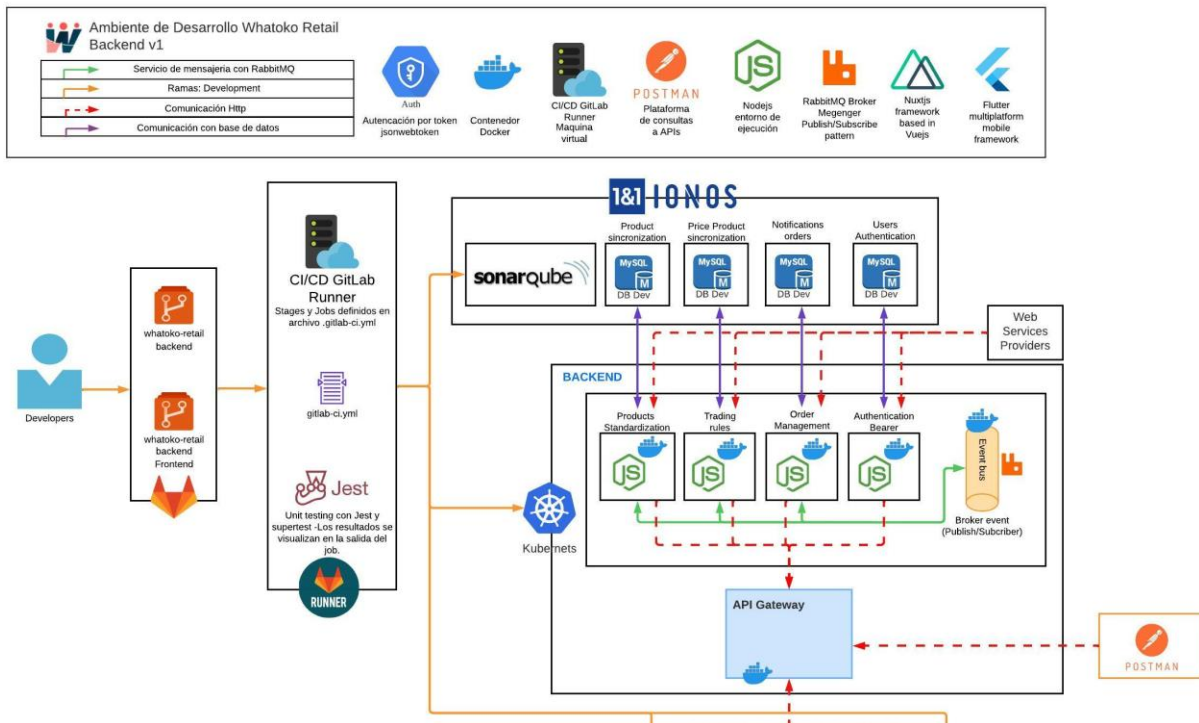 Ambiente de Desarrollo Whatoko Retail
Backend v1
Servicio de mensajeria con RabbitMQ
Ramas: Development
Comunicación Http
Comunicación con base de datos
Auth
Autencación por token
jsonwebtoken
Contenedor
Docker
CI/CD GitLab
Runner
Maquina
virtual
POSTMAN
Plataforma
de consultas
a APIs
JS
Nodejs
entorno de
ejecución
RabbitMQ Broker
Megenger
Publish/Subscribe
pattern
Nuxtjs
framework
based in
Vuejs
Flutter
multiplatform
mobile
framework
Developers
whatoko-retail
backend
whatoko-retail
backend
Frontend
CI/CD GitLab
Runner
Stages y Jobs definidos en
archivo .gitlab-ci.yml
gitlab-ci.yml
Jest
Unit testing con Jest y
supertest -Los resultados se
visualizan en la salida del
job.
RUNNER
1&1 IONOS
sonarqube
Product
sincronization
MySQL
M
DB Dev
Price Product
sincronization
MySQL
M
DB Dev
Notifications
orders
MySQL
M
DB Dev
Users
Authentication
MySQL
M
DB Dev
Web
Services
Providers
Kubernets
BACKEND
Products
Standardization
JS
Trading
rules
JS
Order
Management
JS
Authentication
Bearer
JS
Event bus
Broker event
(Publish/Subcriber)
API Gateway
POSTMAN